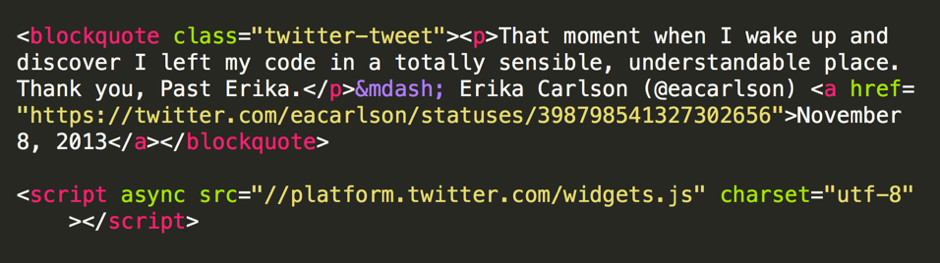 <blockquote class="twitter-tweet"><p>That moment when I wake up and
discover I left my code in a totally sensible, understandable place.
Thank you, Past Erika.</p>&mdash; Erika Carlson (@eacarlson) <a href=
"https://twitter.com/eacarlson/statuses/398798541327302656">November
8, 2013</a></blockquote>
<script async src="//platform.twitter.com/widgets.js" charset="utf-8"
></script>